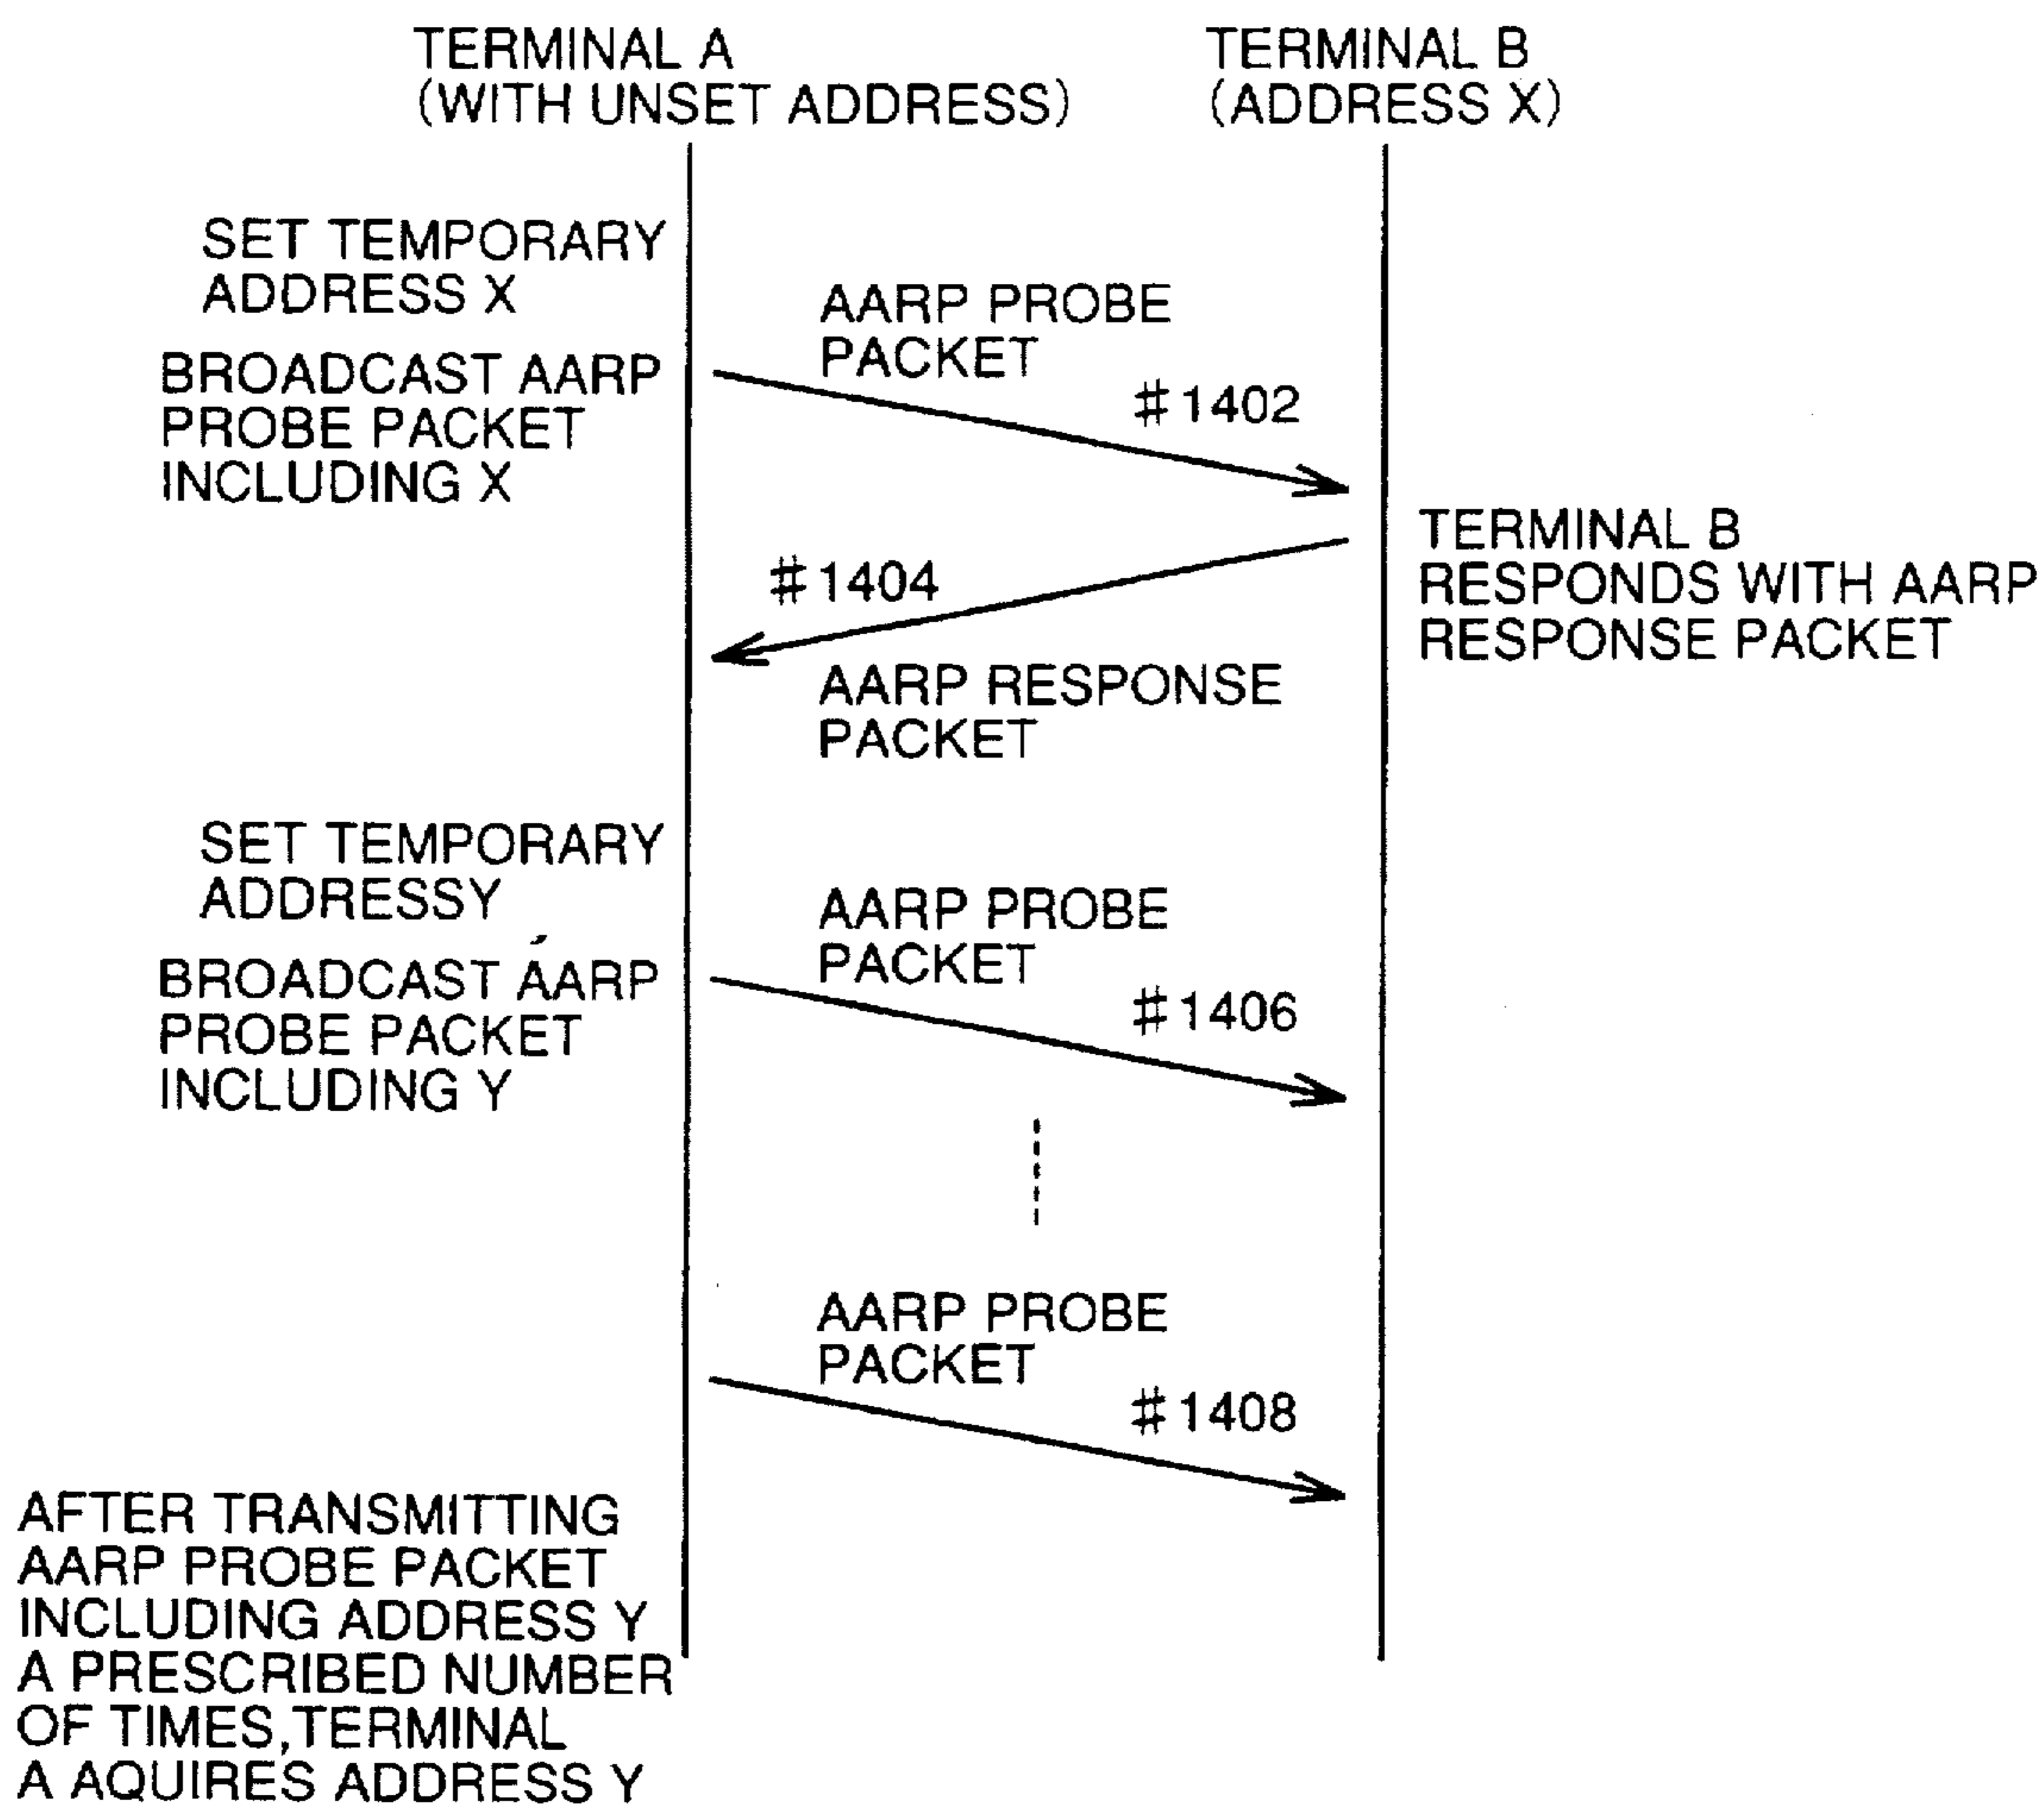 TERMINAL A
(WITH UNSET ADDRESS)
TERMINAL B
(ADDRESS X)
SET TEMPORARY
ADDRESS X
BROADCAST AARP
PROBE PACKET
INCLUDING X
AARP PROBE
PACKET
#1402
TERMINAL B
RESPONDS WITH AARP
RESPONSE PACKET
#1404
AARP RESPONSE
PACKET
SET TEMPORARY
ADDRESSY
BROADCAST AARP
PROBE PACKET
INCLUDING Y
AARP PROBE
PACKET
#1406
AARP PROBE
PACKET
#1408
AFTER TRANSMITTING
AARP PROBE PACKET
INCLUDING ADDRESS Y
A PRESCRIBED NUMBER
OF TIMES,TERMINAL
A AQUIRES ADDRESS Y